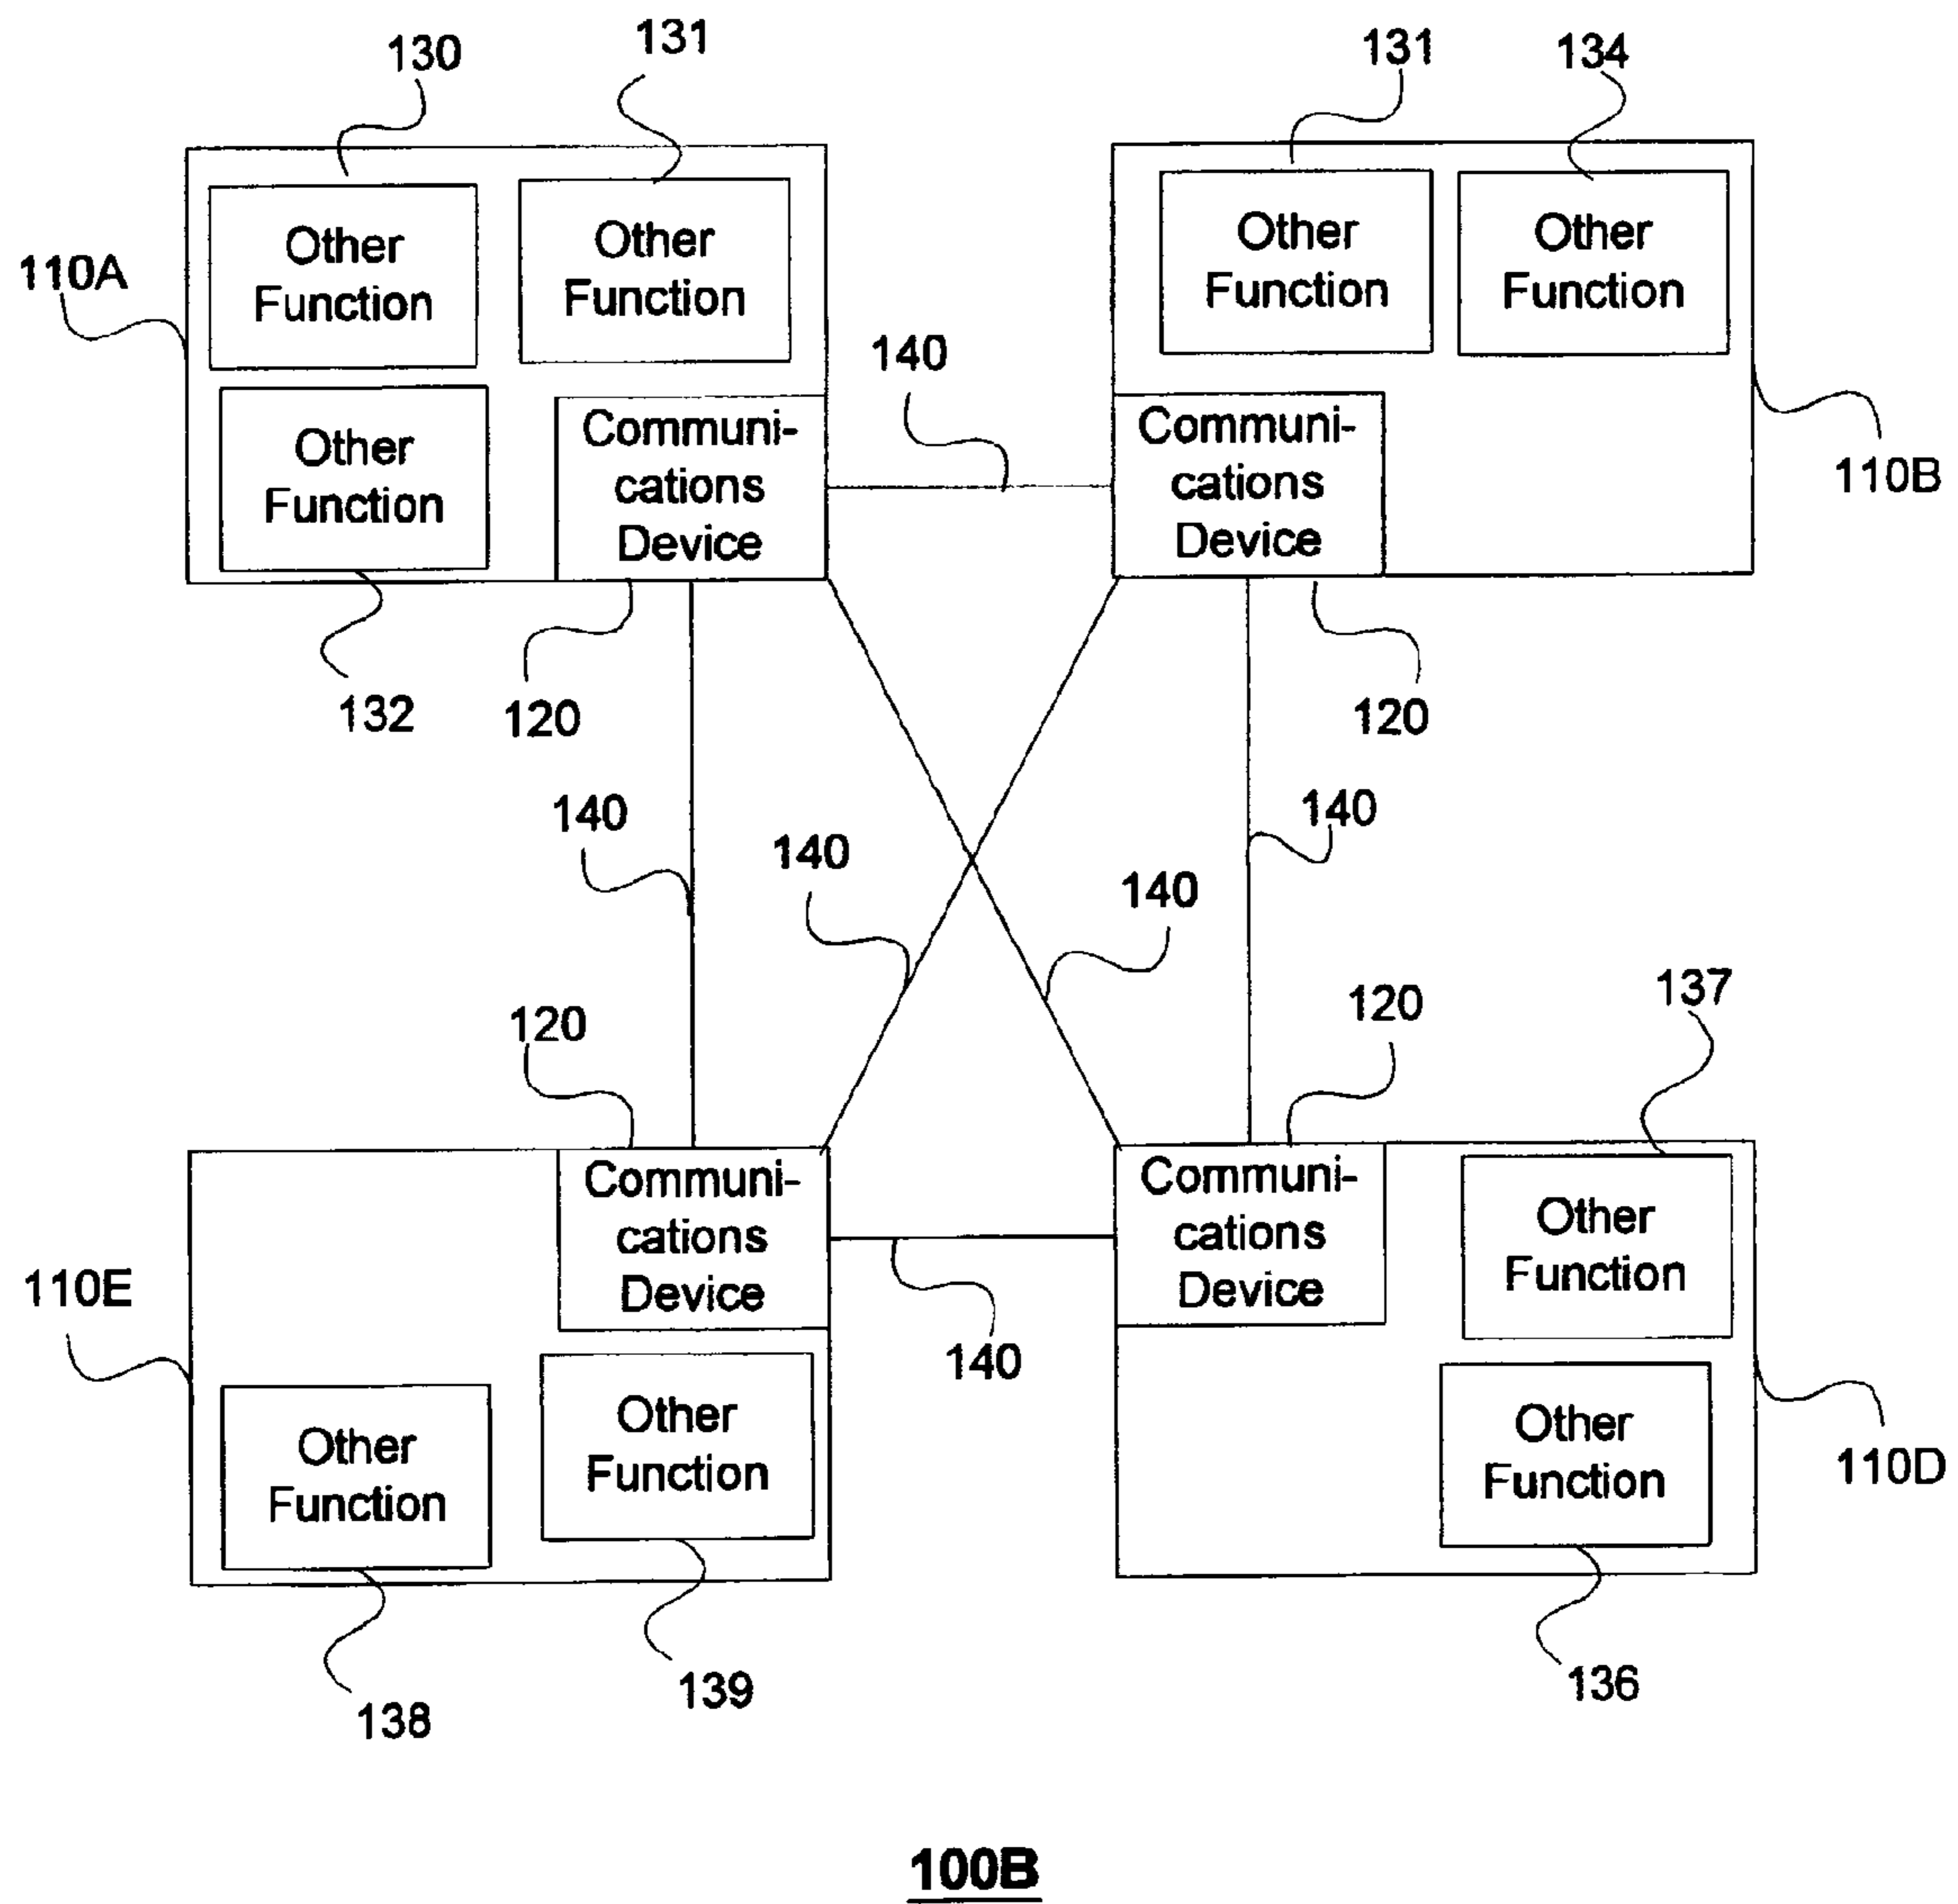 130
131
131
134
110A
Other
Function
Other
Function
Other
Function
Other
Function
140
Other
Function
Communi-
cations
Device
Communi-
cations
Device
110B
132
120
120
140
140
140
140
120
120
137
Communi-
cations
Device
Communi-
cations
Device
Other
Function
110E
140
Other
Function
Other
Function
Other
Function
110D
138
139
136
100B